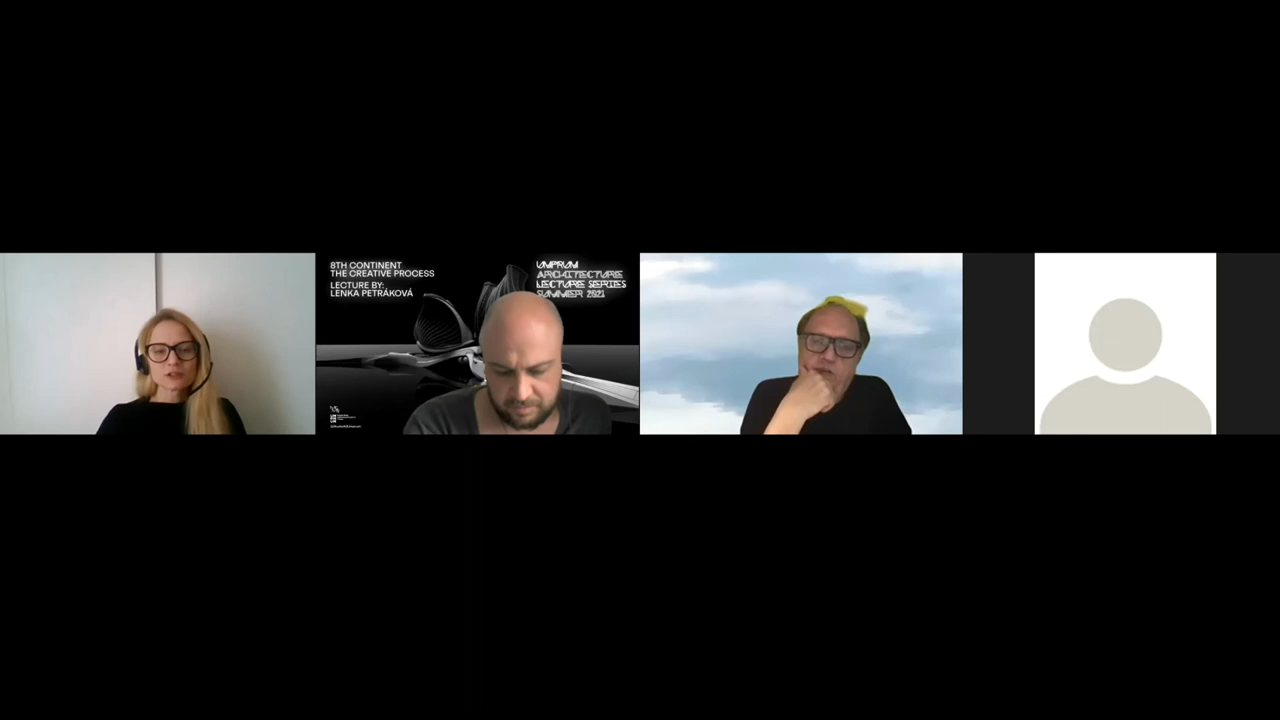 8TH CONTINENT
THE CREATIVE PROCESS
LECTURE BY:
LENKA PETRÁKOVÁ
UMPRUM
ARCHITECTURE
LECTURE SERIES
SUMMER 2021